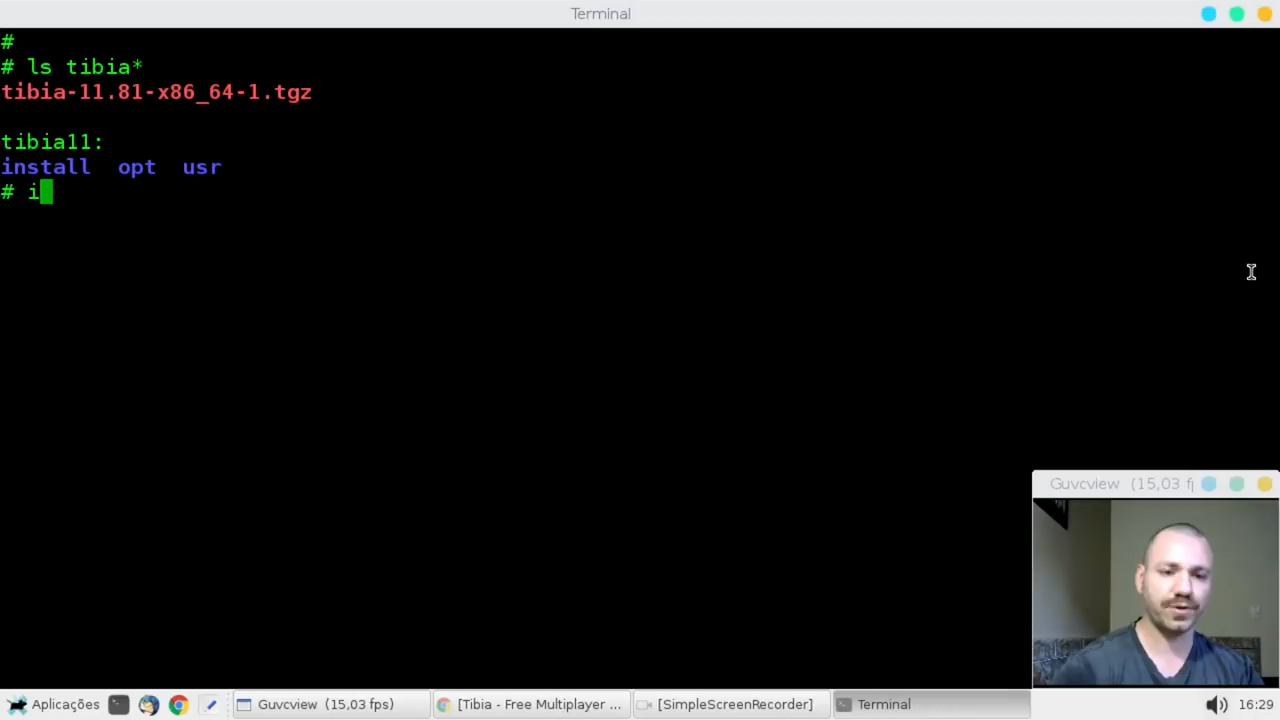 Terminal
#
# ls tibia*
tibia-11.81-x86_64-1.tgz
tibia11:
install opt usr
# i
Guvcview (15,03 f
Aplicações
Guvcview (15,03 fps)
[Tibia - Free Multiplayer ...
[SimpleScreenRecorder]
Terminal
16:29